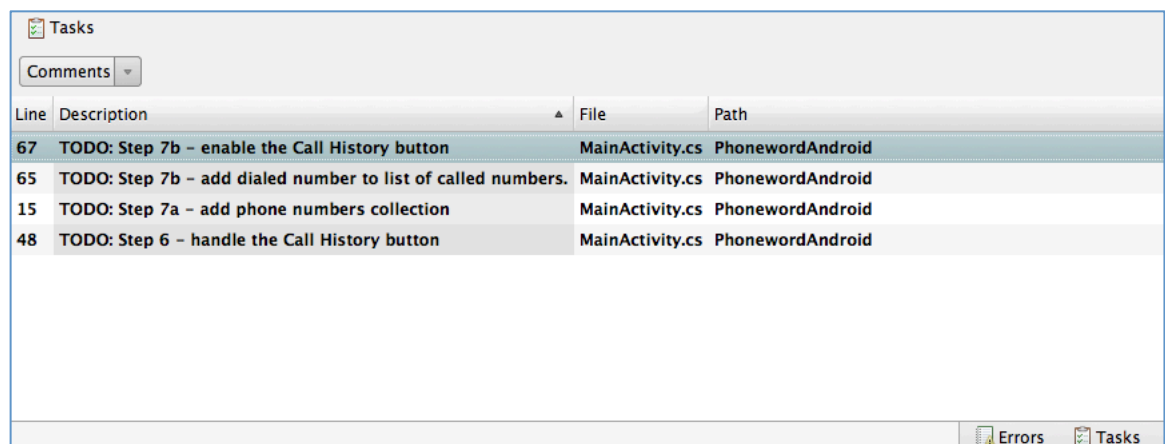 Tasks
Comments
Line Description File Path
67 TODO: Step 7b – enable the Call History button MainActivity.cs PhonewordAndroid
65 TODO: Step 7b – add dialed number to list of called numbers. MainActivity.cs PhonewordAndroid
15 TODO: Step 7a – add phone numbers collection MainActivity.cs PhonewordAndroid
48 TODO: Step 6 – handle the Call History button MainActivity.cs PhonewordAndroid
Errors Tasks